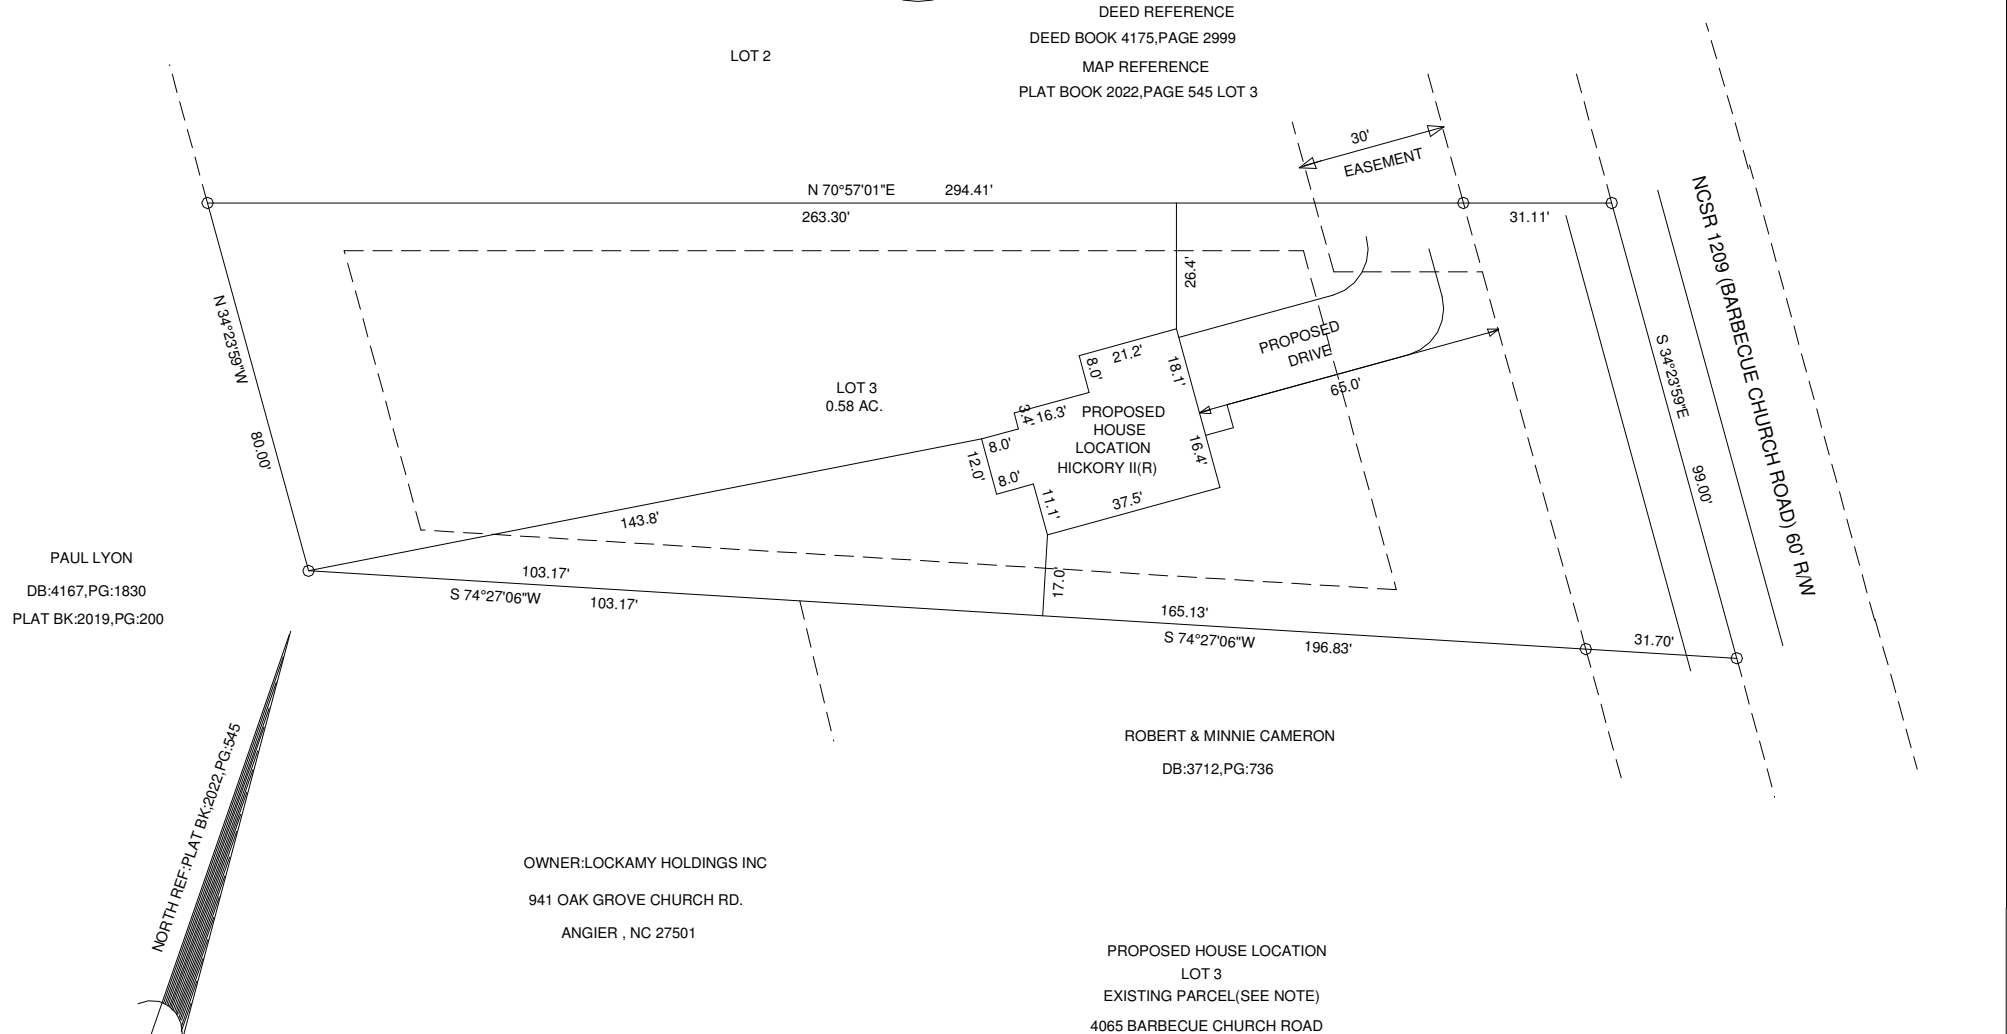 DEED REFERENCE
DEED BOOK 4175,PAGE 2999
MAP REFERENCE
PLAT BOOK 2022,PAGE 545 LOT 3
LOT 2
30'
EASEMENT
N 70°57'01"E 294.41'
263.30'
31.11'
N 34°23'59"W
80.00'
26.4'
PROPOSED
DRIVE
65.0'
21.2'
8.0'
18.1'
3.4'
16.3'
LOT 3
0.58 AC.
PROPOSED
HOUSE
LOCATION
HICKORY II(R)
8.0'
12.0'
8.0'
11.1'
16.4'
37.5'
143.8'
17.0'
S 34°23'59"E
99.00'
NCSR 1209 (BARBECUE CHURCH ROAD) 60' R/W
103.17'
S 74°27'06"W 103.17'
165.13'
S 74°27'06"W 196.83'
31.70'
PAUL LYON
DB:4167,PG:1830
PLAT BK:2019,PG:200
NORTH REF:PLAT BK:2022,PG:545
ROBERT & MINNIE CAMERON
DB:3712,PG:736
OWNER:LOCKAMY HOLDINGS INC
941 OAK GROVE CHURCH RD.
ANGIER , NC 27501
PROPOSED HOUSE LOCATION
LOT 3
EXISTING PARCEL(SEE NOTE)
4065 BARBECUE CHURCH ROAD